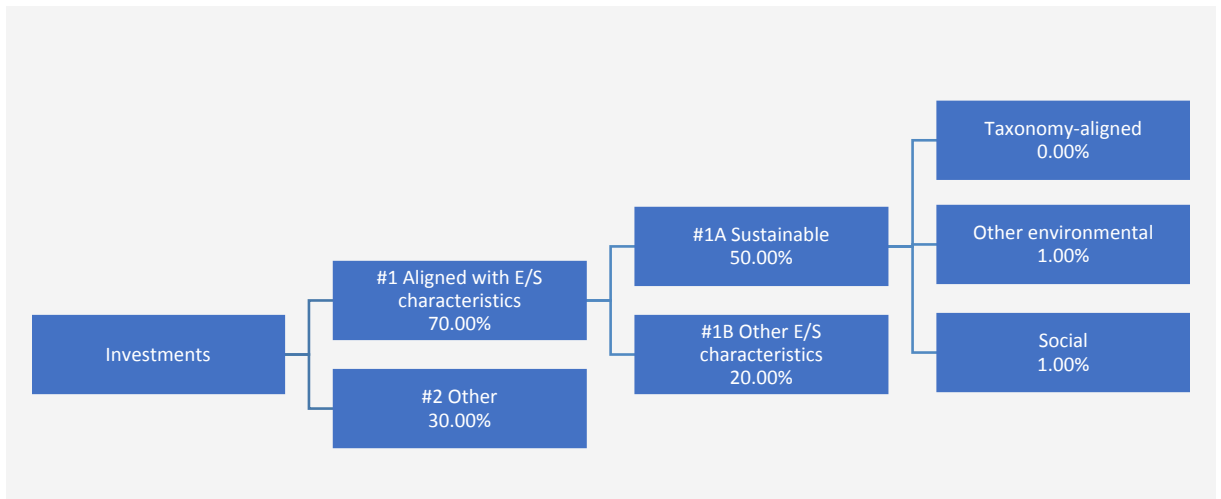 Investments
#1 Aligned with E/S
characteristics
70.00%
#2 Other
30.00%
#1A Sustainable
50.00%
#1B Other E/S
characteristics
20.00%
Taxonomy-aligned
0.00%
Other environmental
1.00%
Social
1.00%